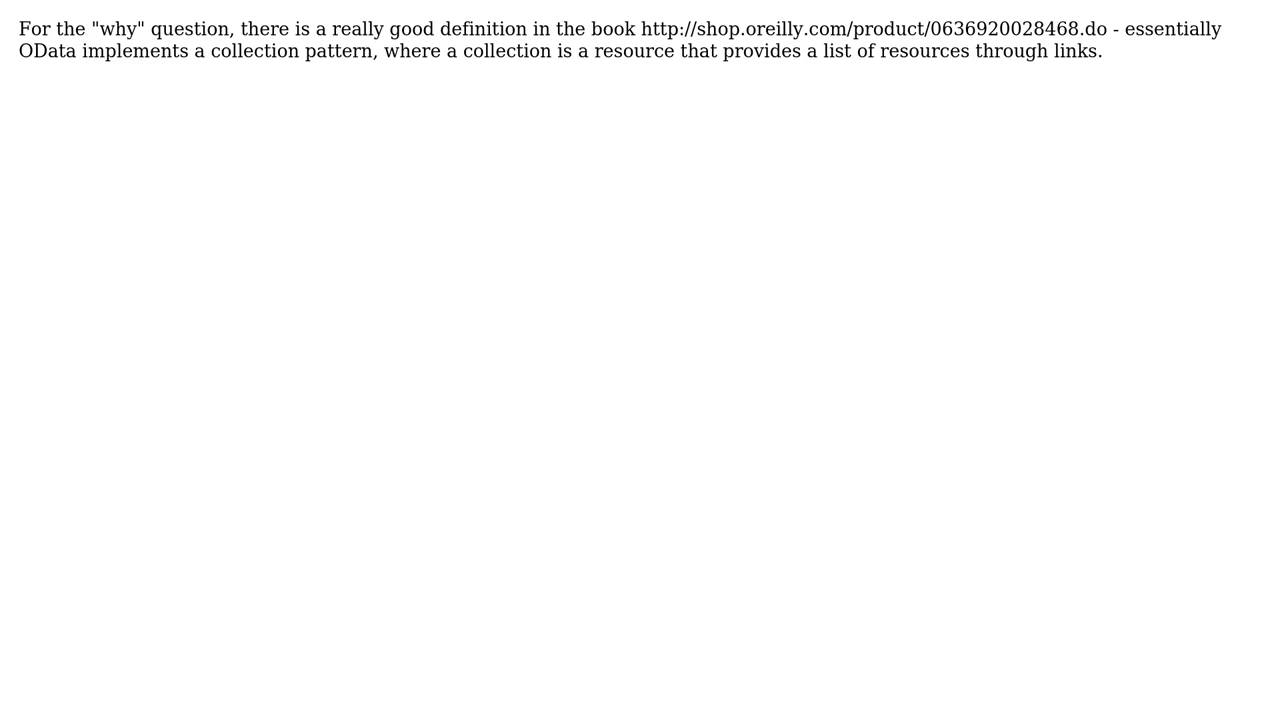 For the "why" question, there is a really good definition in the book http://shop.oreilly.com/product/0636920028468.do - essentially
OData implements a collection pattern, where a collection is a resource that provides a list of resources through links.